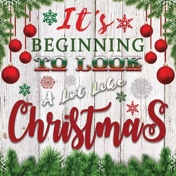 It's
BEGINNING
TO LOOK
A Lot Like
Christmas